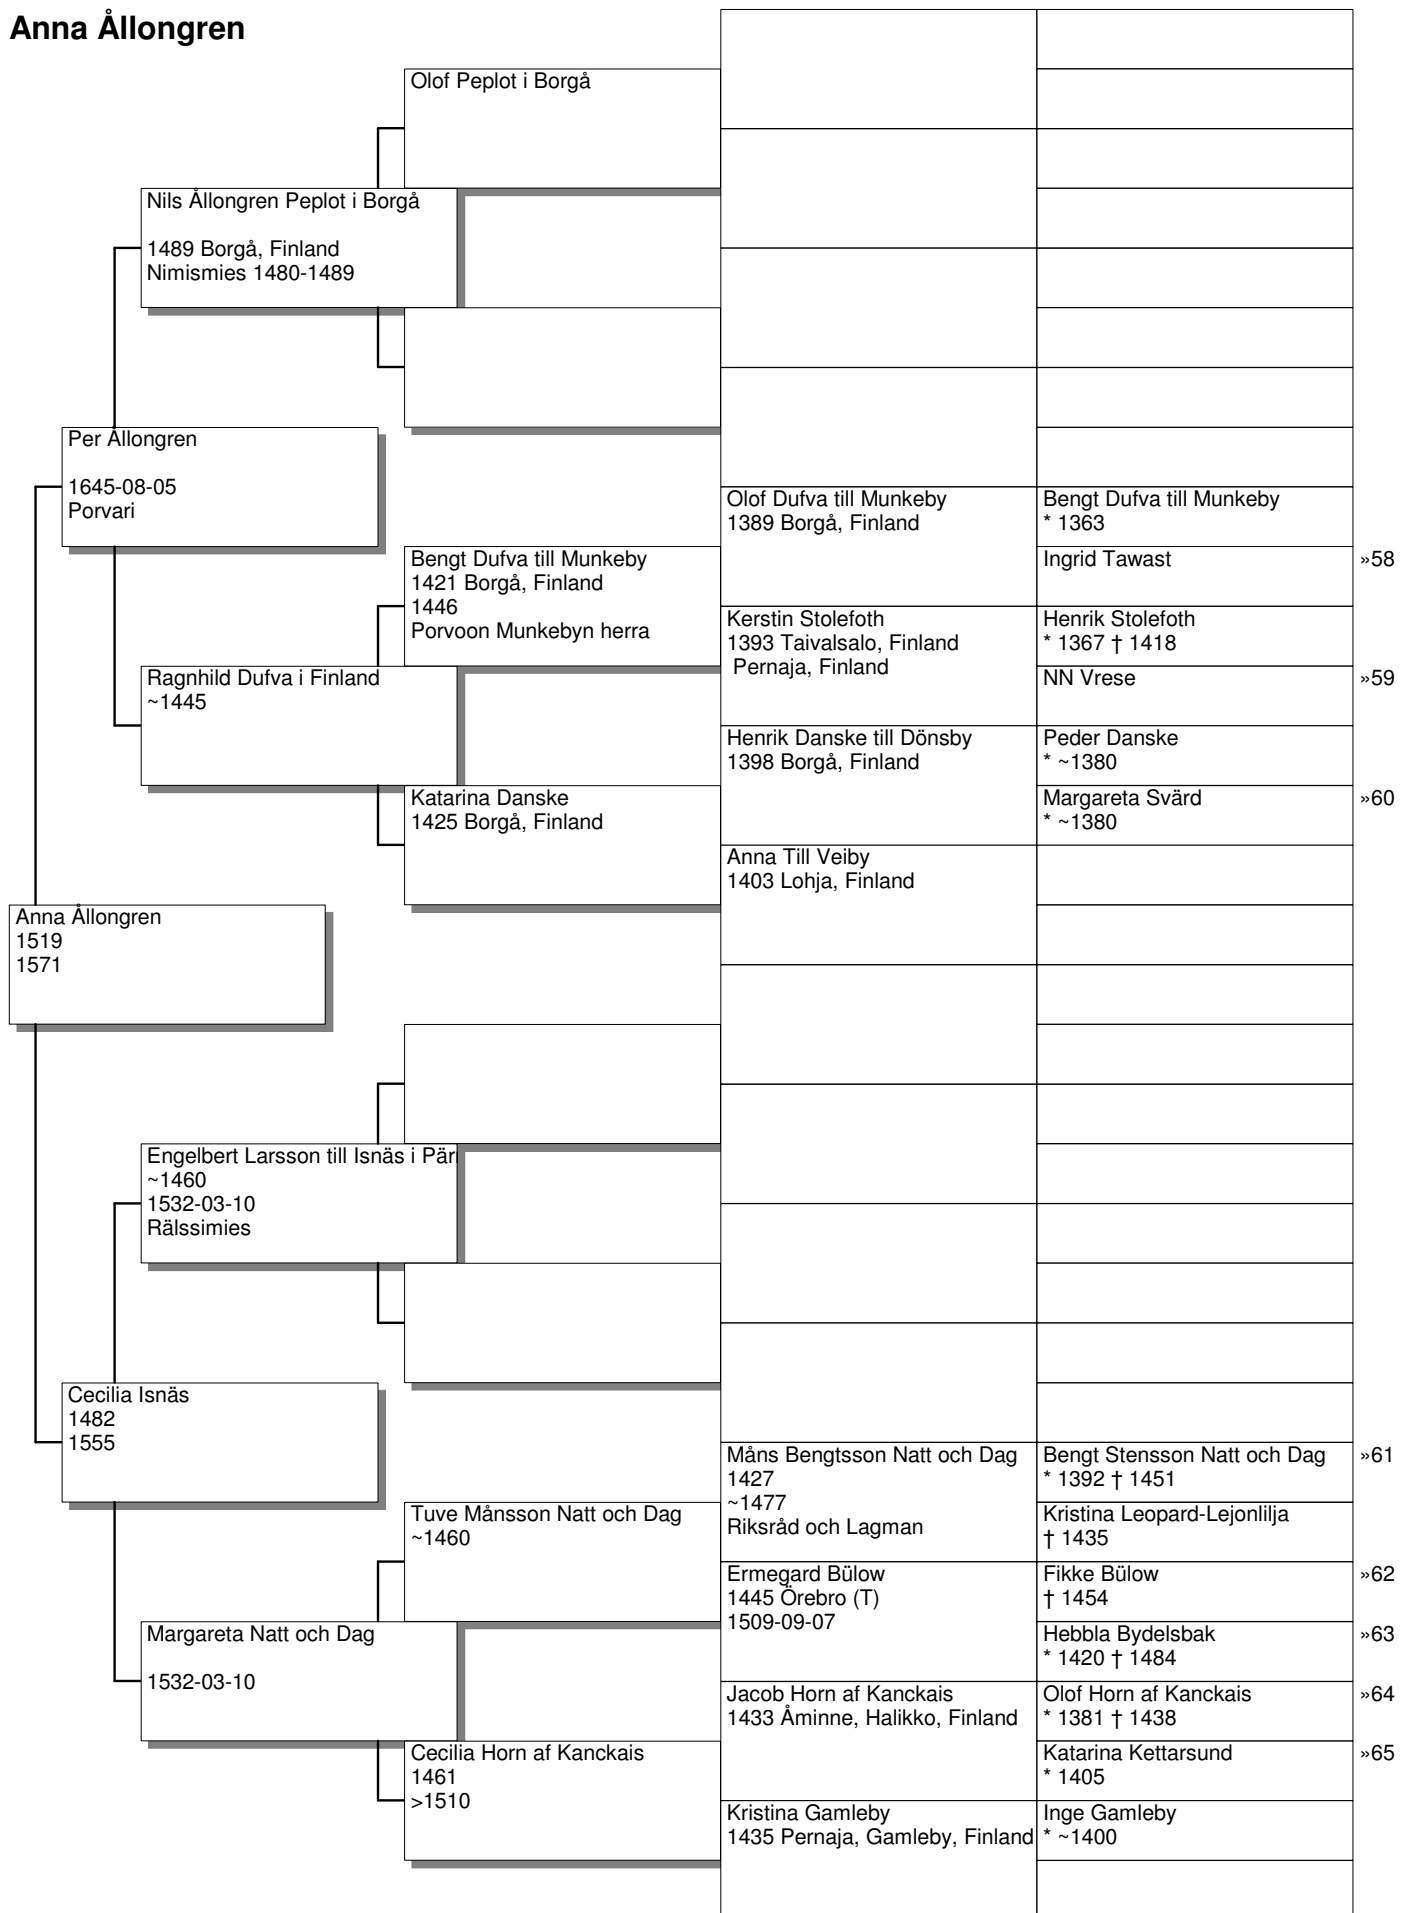 Anna Ållongren
Olof Peplot i Borgå
Nils Ållongren Peplot i Borgå
1489 Borgå, Finland
Nimismies 1480-1489
Per Ållongren
1645-08-05
Porvari
Olof Dufva till Munkeby
1389 Borgå, Finland
Bengt Dufva till Munkeby
* 1363
Bengt Dufva till Munkeby
1421 Borgå, Finland
1446
Porvoon Munkebyn herra
Ingrid Tawast
»58
Kerstin Stolefoth
1393 Taivalsalo, Finland
Pernaja, Finland
Henrik Stolefoth
* 1367 † 1418
Ragnhild Dufva i Finland
~1445
NN Vrese
»59
Henrik Danske till Dönsby
1398 Borgå, Finland
Peder Danske
* ~1380
Katarina Danske
1425 Borgå, Finland
Margareta Svärd
* ~1380
»60
Anna Till Veiby
1403 Lohja, Finland
Anna Ållongren
1519
1571
Engelbert Larsson till Isnäs i Pär
~1460
1532-03-10
Rälssimies
Cecilia Isnäs
1482
1555
Måns Bengtsson Natt och Dag
1427
~1477
Riksråd och Lagman
Bengt Stensson Natt och Dag
* 1392 † 1451
»61
Tuve Månsson Natt och Dag
~1460
Kristina Leopard-Lejonlilja
† 1435
Ermegard Bülow
1445 Örebro (T)
1509-09-07
Fikke Bülow
† 1454
»62
Margareta Natt och Dag
1532-03-10
Hebbla Bydelsbak
* 1420 † 1484
»63
Jacob Horn af Kanckais
1433 Åminne, Halikko, Finland
Olof Horn af Kanckais
* 1381 † 1438
»64
Cecilia Horn af Kanckais
1461
>1510
Katarina Kettarsund
* 1405
»65
Kristina Gamleby
1435 Pernaja, Gamleby, Finland
Inge Gamleby
* ~1400